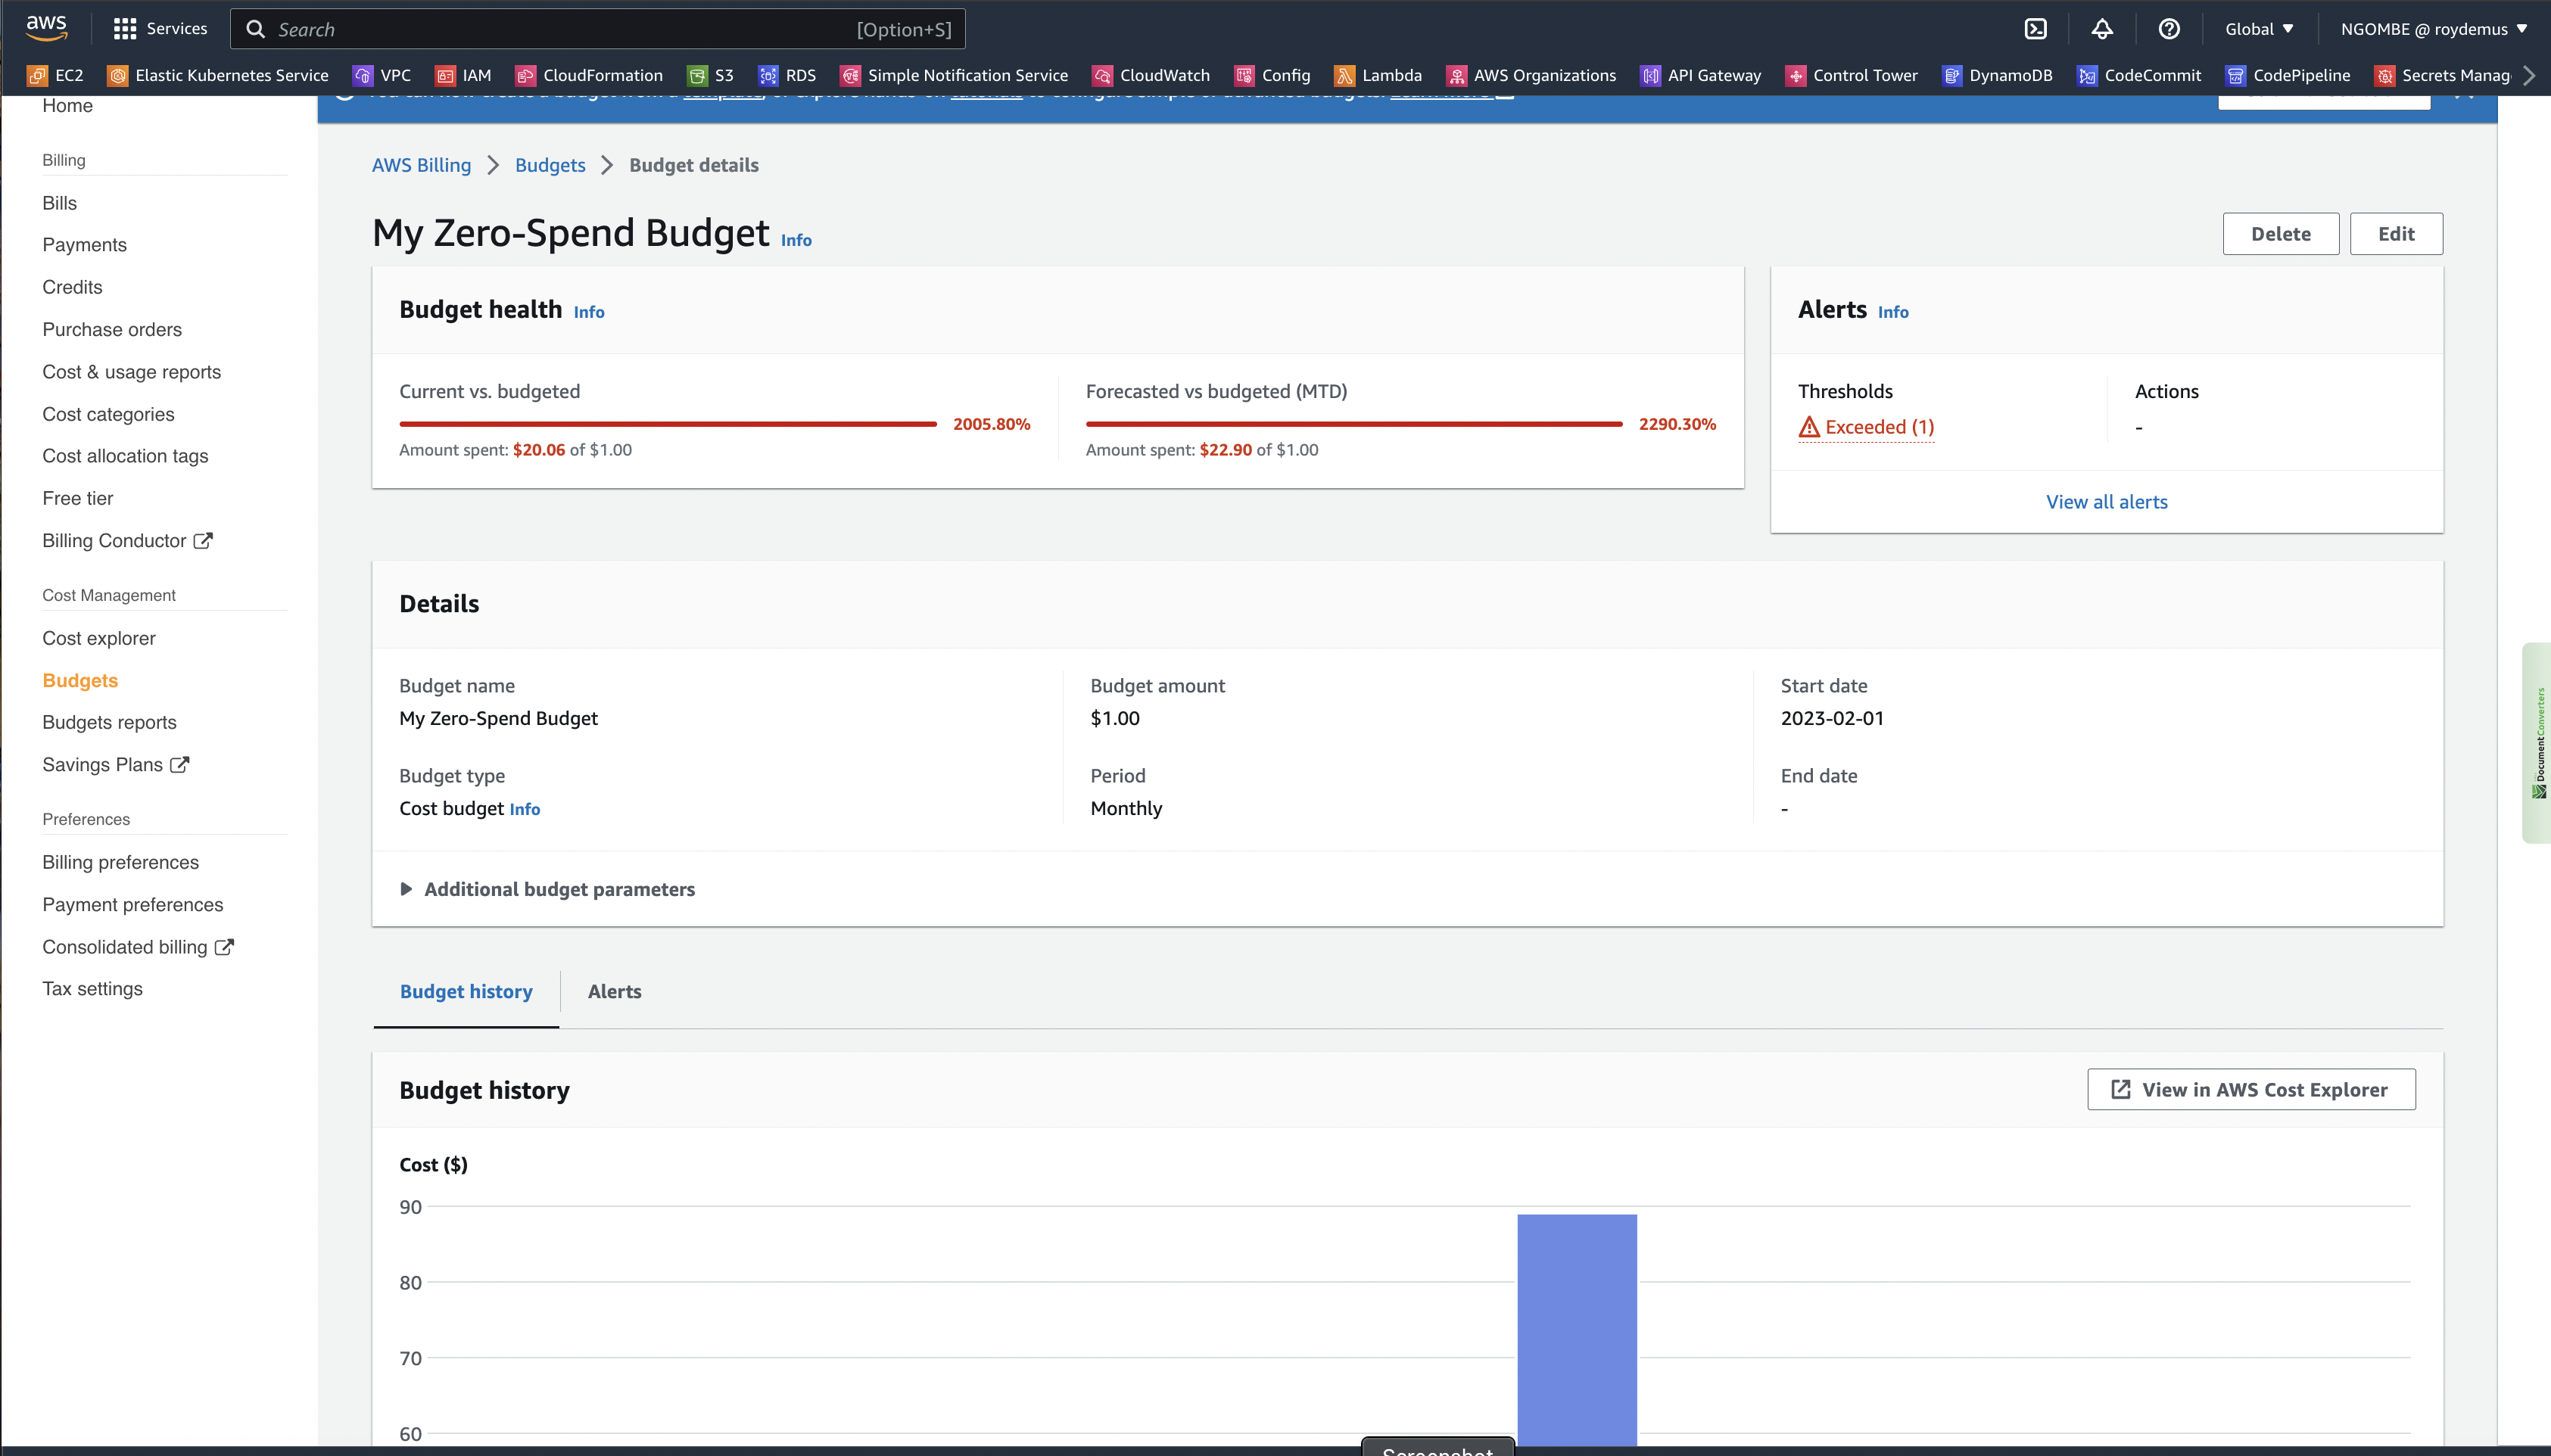 aws
Services
Search
[Option+S]
Global
NGOMBE @ roydemus
EC2
Elastic Kubernetes Service
VPC
IAM
CloudFormation
S3
RDS
Simple Notification Service
CloudWatch
Config
Lambda
AWS Organizations
API Gateway
Control Tower
DynamoDB
CodeCommit
CodePipeline
Secrets Manag
Home
Billing
Bills
Payments
Credits
Purchase orders
Cost & usage reports
Cost categories
Cost allocation tags
Free tier
Billing Conductor
Cost Management
Cost explorer
Budgets
Budgets reports
Savings Plans
Preferences
Billing preferences
Payment preferences
Consolidated billing
Tax settings
AWS Billing
Budgets
Budget details
My Zero-Spend Budget Info
Delete
Edit
Budget health Info
Current vs. budgeted
2005.80%
Amount spent: $20.06 of $1.00
Forecasted vs budgeted (MTD)
2290.30%
Amount spent: $22.90 of $1.00
Alerts Info
Thresholds
Exceeded (1)
Actions
-
View all alerts
Details
Budget name
My Zero-Spend Budget
Budget amount
$1.00
Start date
2023-02-01
Budget type
Cost budget Info
Period
Monthly
End date
-
Additional budget parameters
Budget history
Alerts
Budget history
View in AWS Cost Explorer
Cost ($)
90
80
70
60
DocumentConverters